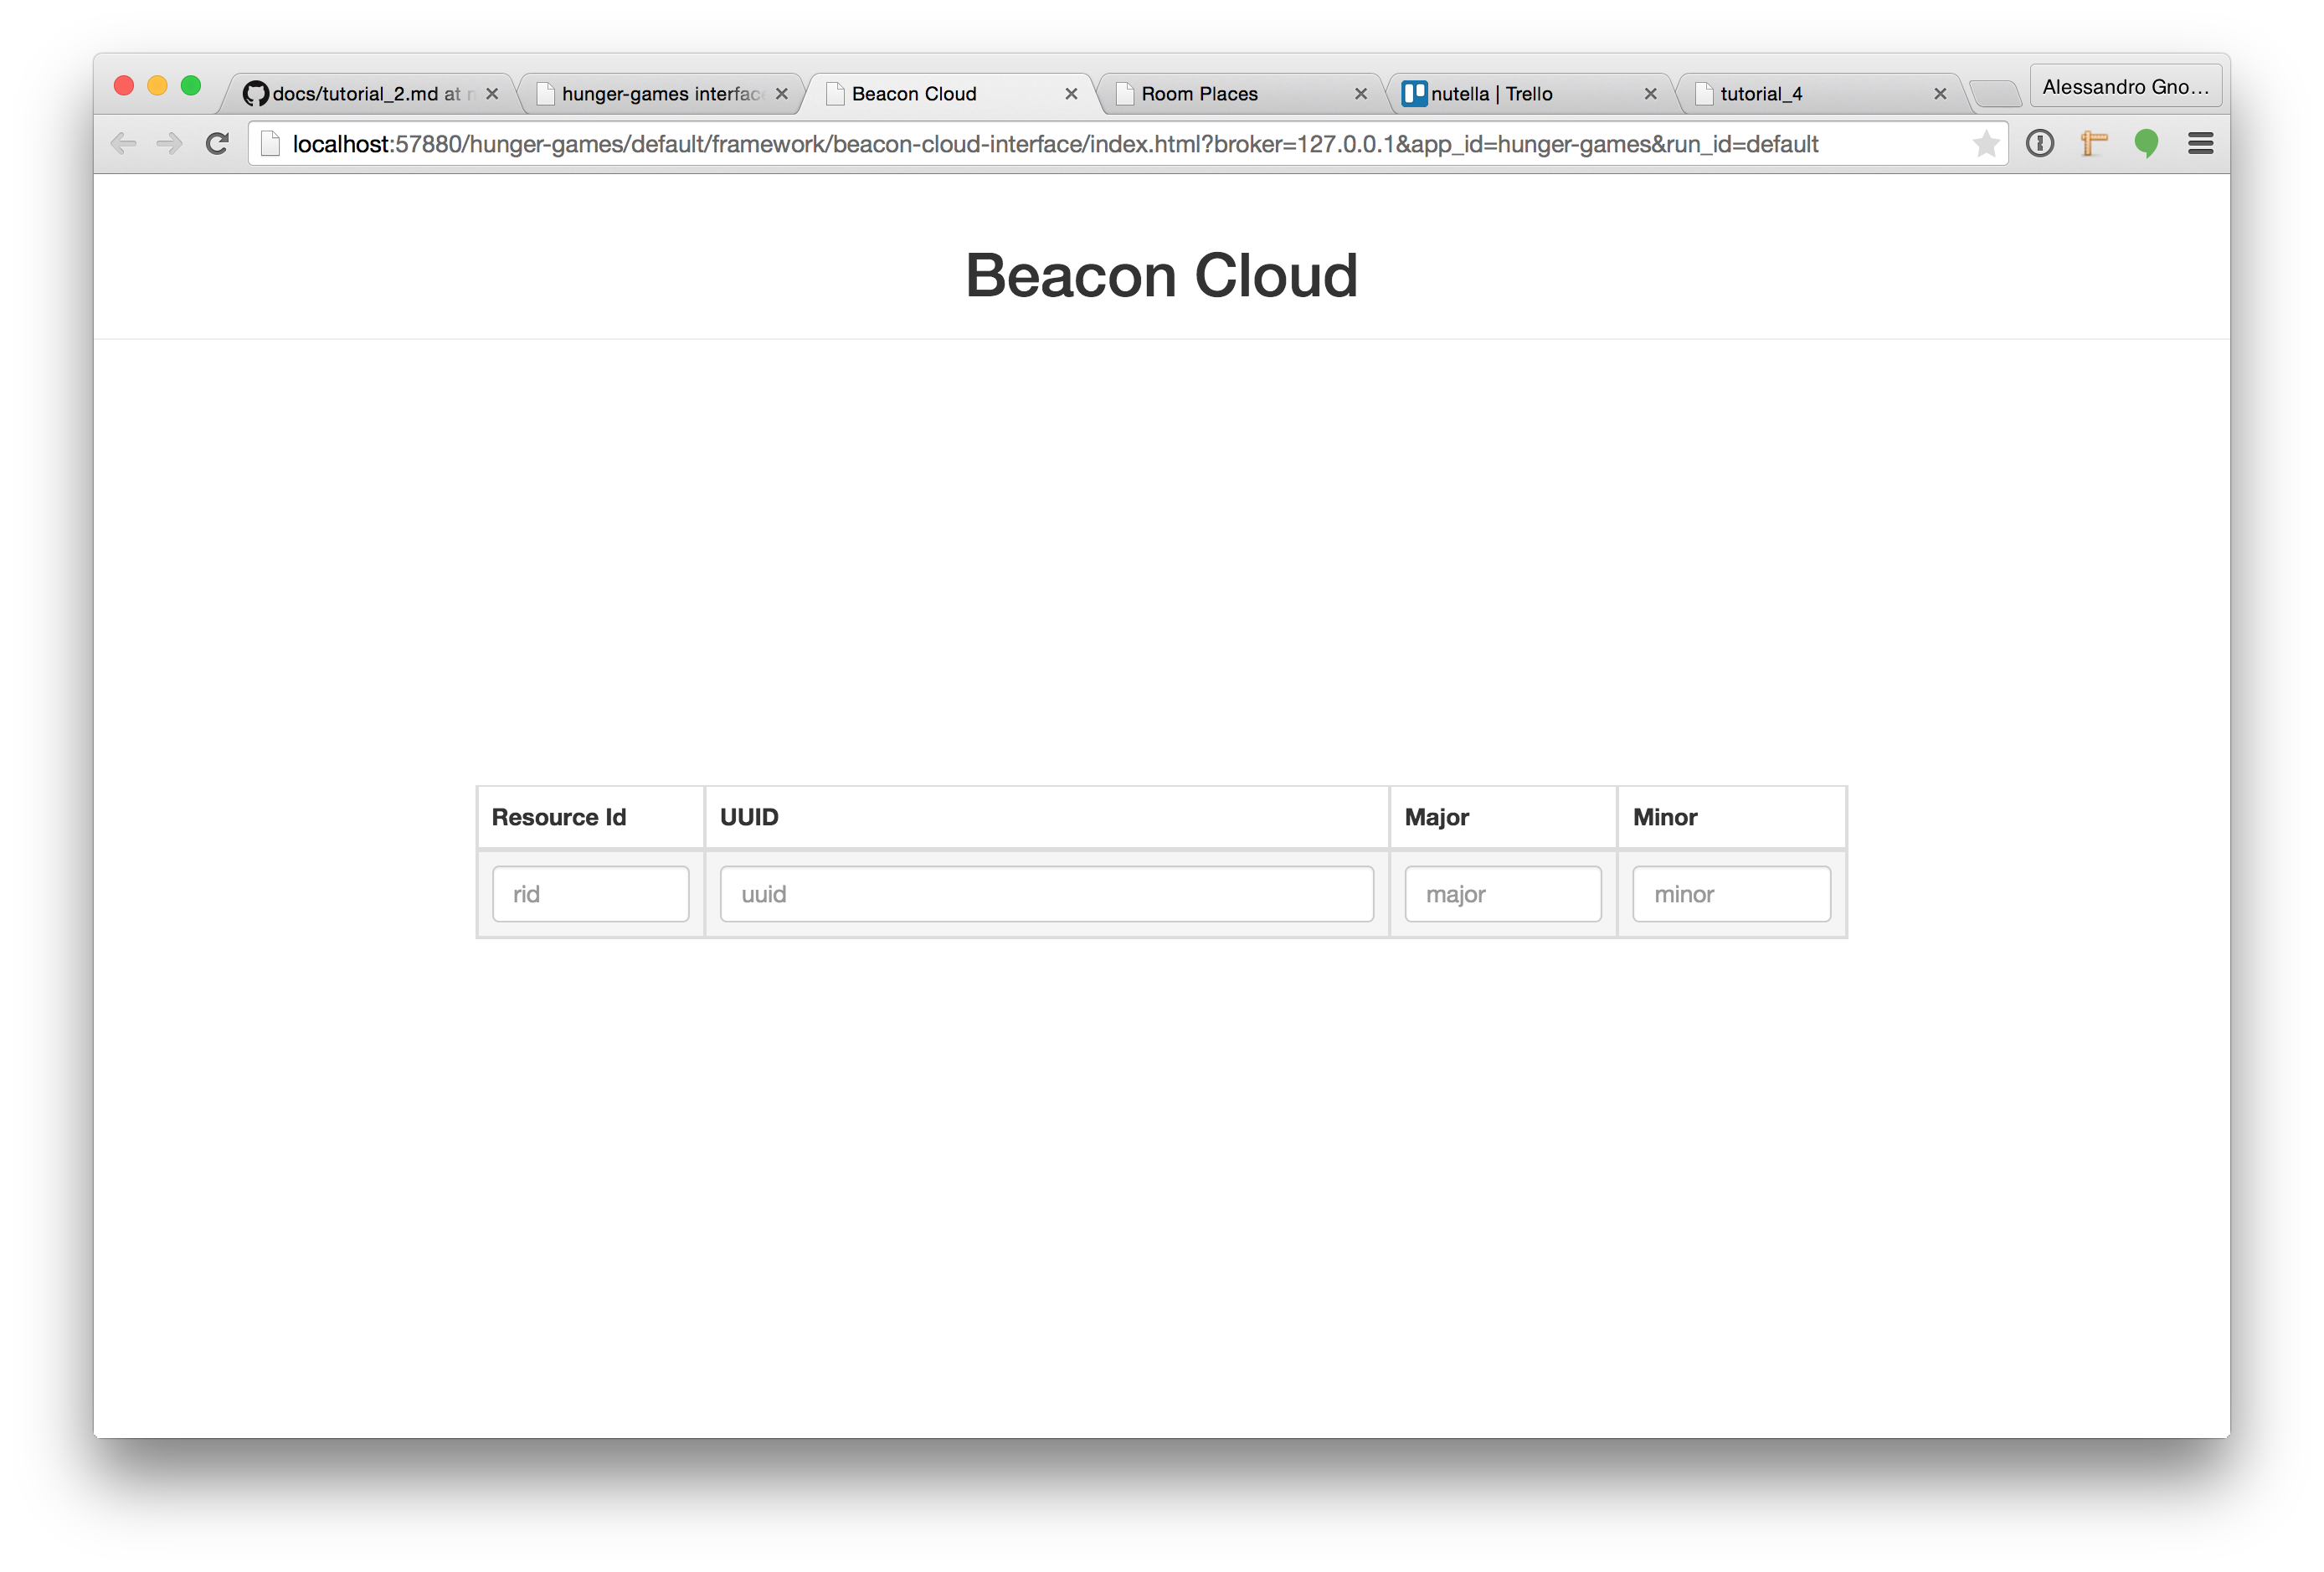 docs/tutorial_2.md at
hunger-games interfac
Beacon Cloud
Room Places
nutella | Trello
tutorial_4
Alessandro Gno...
localhost:57880/hunger-games/default/framework/beacon-cloud-interface/index.html?broker=127.0.0.1&app_id=hunger-games&run_id=default
Beacon Cloud
Resource Id UUID Major Minor
rid uuid major minor